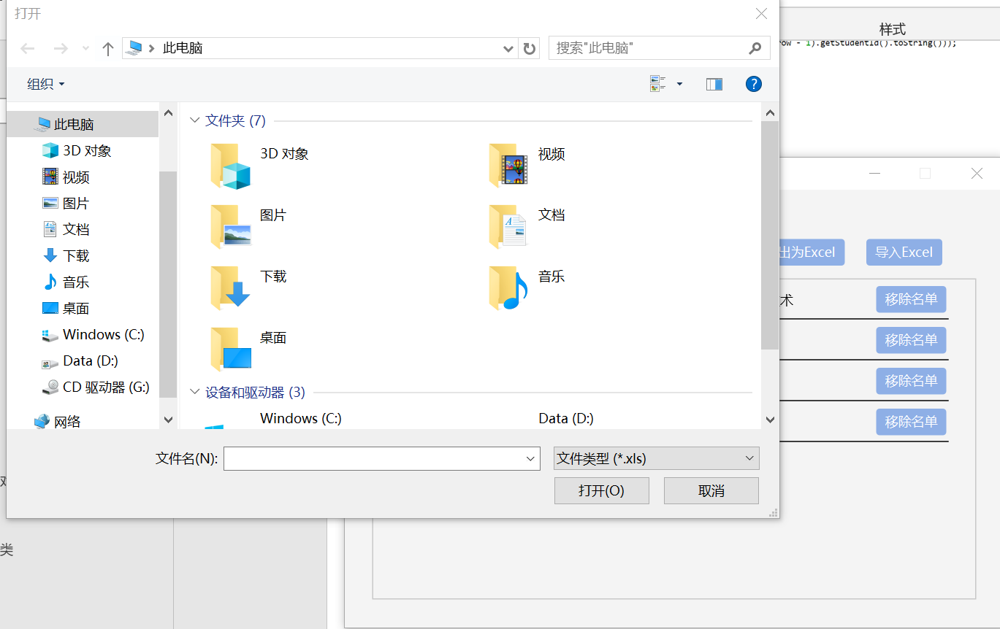 打开
样式
ow - 1).getStudentId().toString()));
此电脑
搜索"此电脑"
组织
此电脑
3D 对象
视频
图片
文档
下载
音乐
桌面
Windows (C:)
Data (D:)
CD 驱动器 (G:)
网络
文件夹 (7)
3D 对象
视频
图片
文档
下载
音乐
桌面
设备和驱动器 (3)
Windows (C:)
Data (D:)
文件名(N):
文件类型 (*.xls)
打开(O)
取消
出为Excel
导入Excel
术
移除名单
移除名单
移除名单
移除名单
类